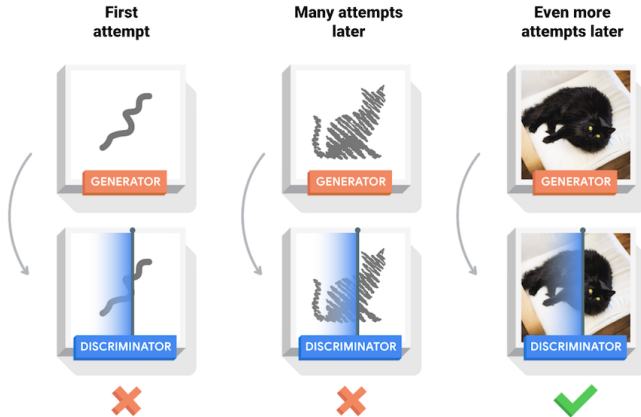 First
attempt
Many attempts
later
Even more
attempts later
GENERATOR
GENERATOR
GENERATOR
DISCRIMINATOR
DISCRIMINATOR
DISCRIMINATOR